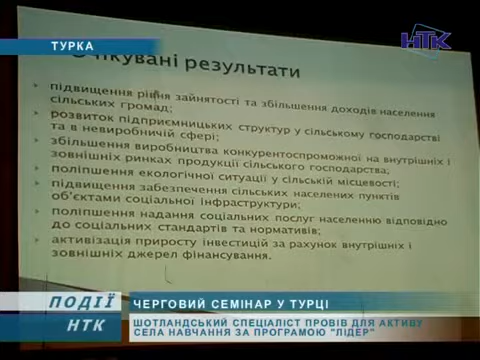 ТУРКА
НТК
чікувані результати
підвищення рівня зайнятості та збільшення доходів населення
сільських громад;
розвиток підприємницьких структур у сільському господарстві
та в невиробничій сфері;
збільшення виробництва конкурентоспроможної на внутрішніх і
зовнішніх ринках продукції сільського господарства;
поліпшення екологічної ситуації у сільській місцевості;
підвищення забезпечення сільських населених пунктів
об'єктами соціальної інфраструктури;
поліпшення надання соціальних послуг населенню відповідно
до соціальних стандартів та нормативів;
активізація приросту інвестицій за рахунок внутрішніх і
зовнішніх джерел фінансування.
ПОДІЇ
НТК
ЧЕРГОВИЙ СЕМІНАР У ТУРЦІ
ШОТЛАНДСЬКИЙ СПЕЦІАЛІСТ ПРОВІВ ДЛЯ АКТИВУ
СЕЛА НАВЧАННЯ ЗА ПРОГРАМОЮ "ЛІДЕР"